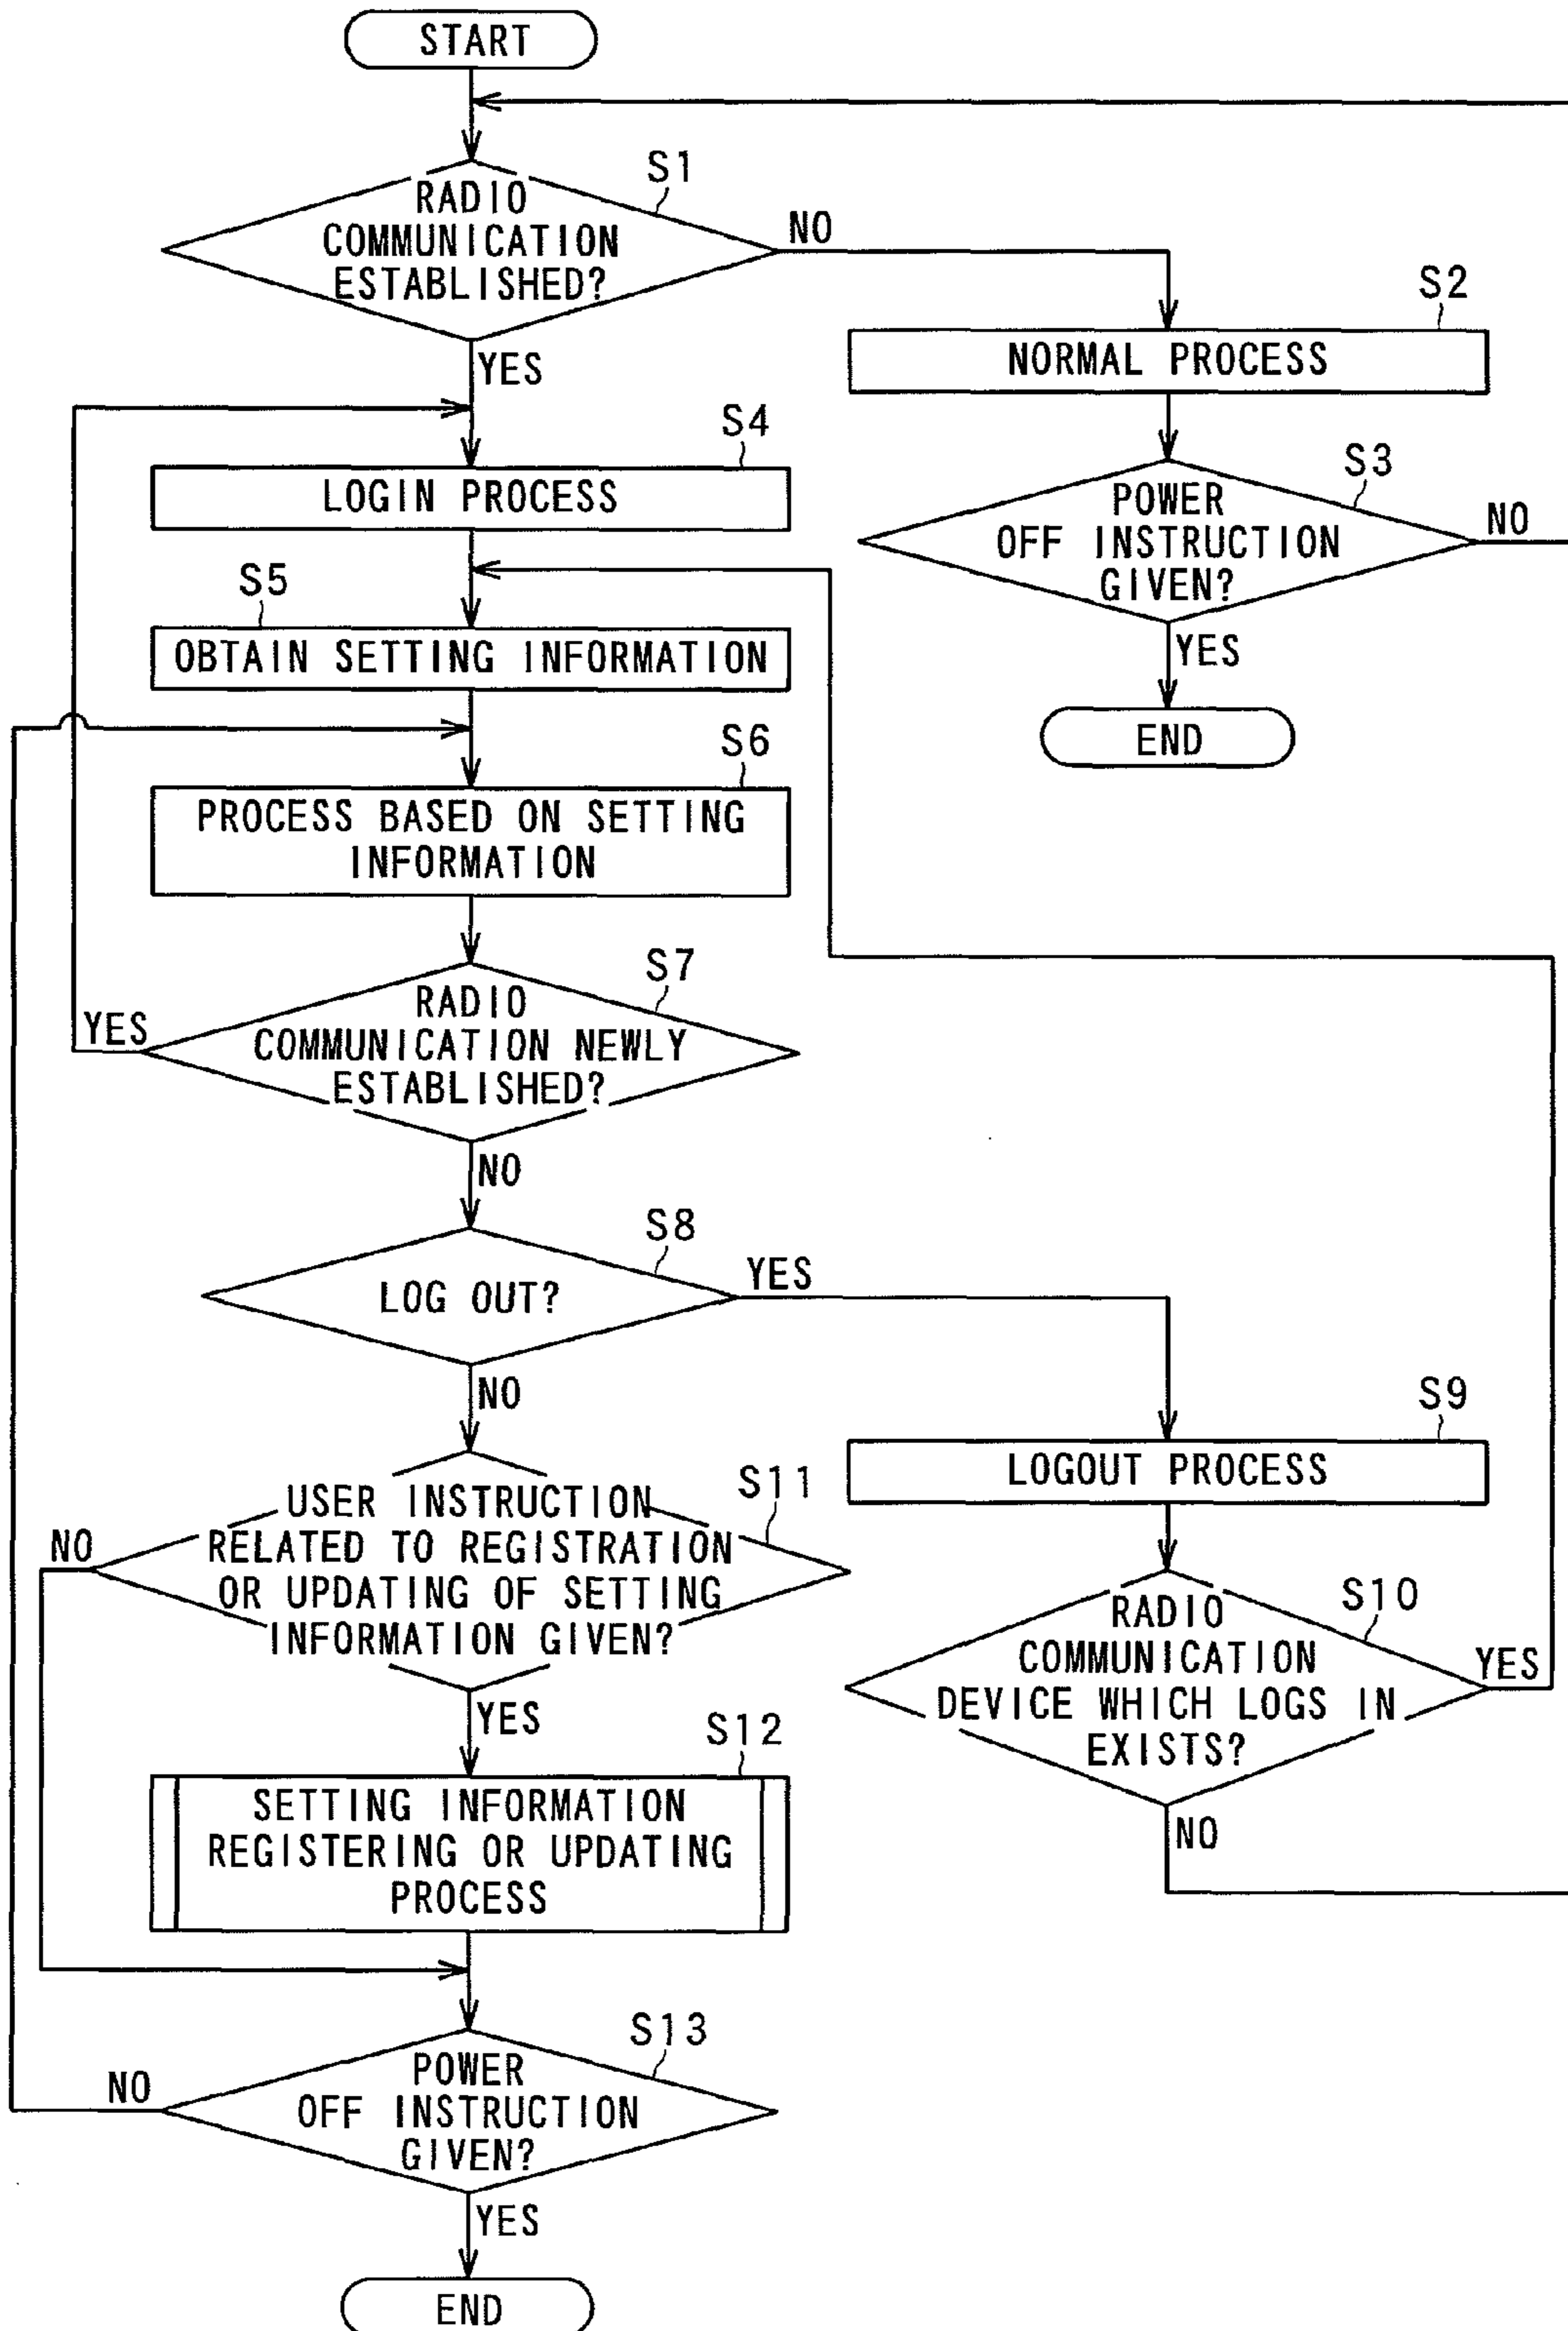 START
S1
RADIO
COMMUNICATION
ESTABLISHED?
NO
YES
S2
NORMAL PROCESS
S3
POWER
OFF INSTRUCTION
GIVEN?
NO
YES
END
S4
LOGIN PROCESS
S5
OBTAIN SETTING INFORMATION
S6
PROCESS BASED ON SETTING
INFORMATION
S7
RADIO
COMMUNICATION NEWLY
ESTABLISHED?
YES
NO
S8
LOG OUT?
YES
NO
S9
LOGOUT PROCESS
S10
RADIO
COMMUNICATION
DEVICE WHICH LOGS IN
EXISTS?
YES
NO
S11
USER INSTRUCTION
RELATED TO REGISTRATION
OR UPDATING OF SETTING
INFORMATION GIVEN?
NO
YES
S12
SETTING INFORMATION
REGISTERING OR UPDATING
PROCESS
S13
POWER
OFF INSTRUCTION
GIVEN?
NO
YES
END